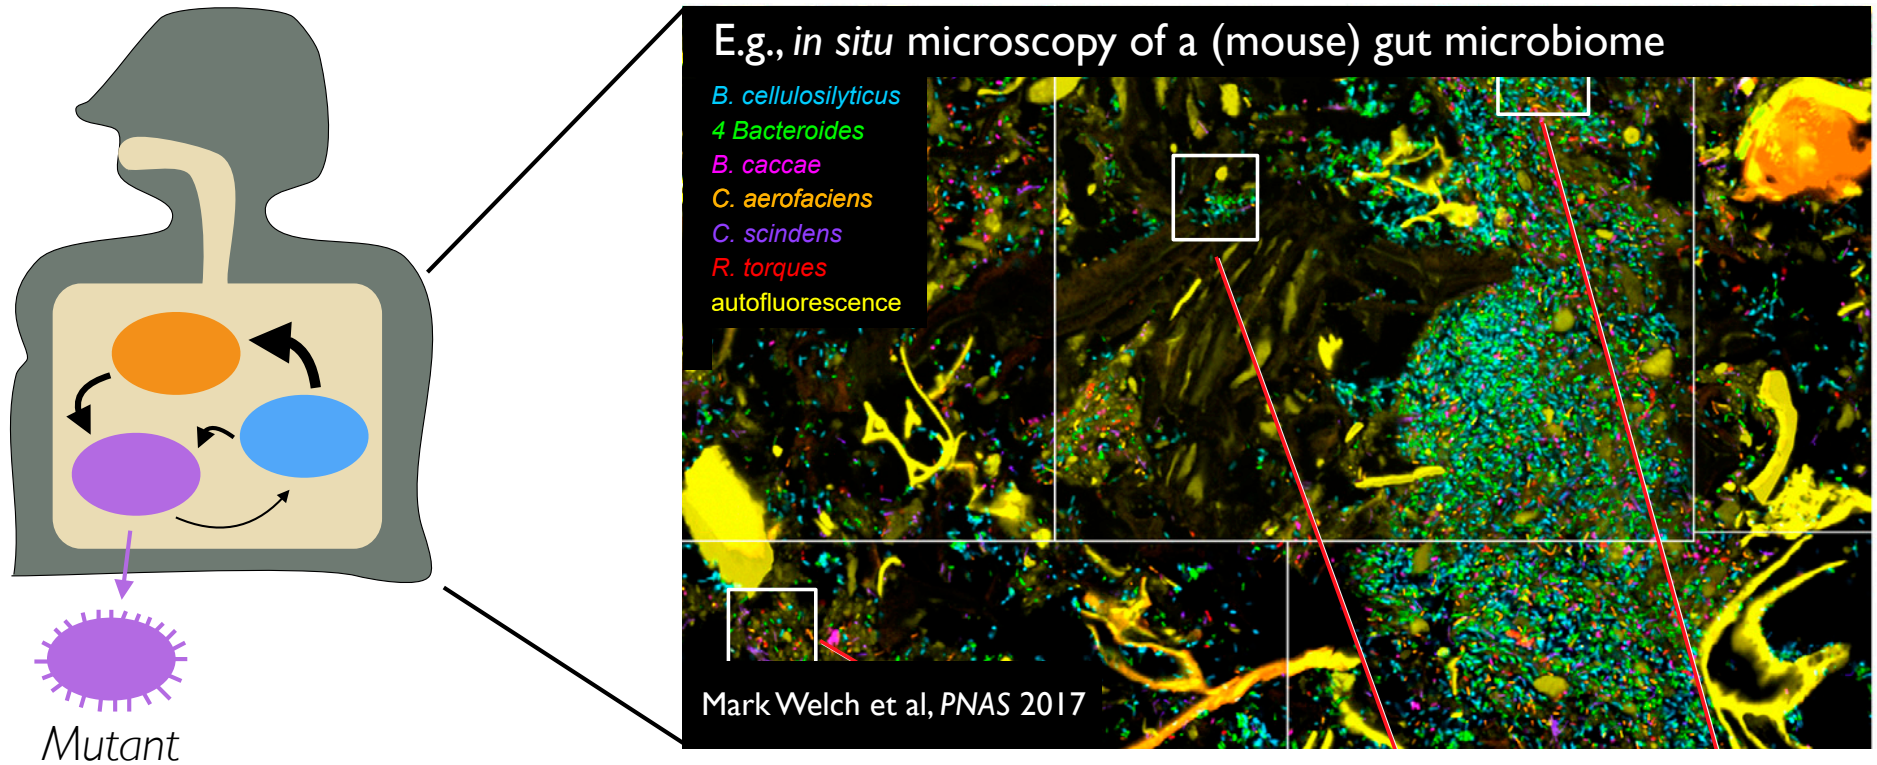 E.g., in situ microscopy of a (mouse) gut microbiome
B. cellulosilyticus
4 Bacteroides
B. caccae
C. aerofaciens
C. scindens
R. torques
autofluorescence
Mark Welch et al, PNAS 2017
Mutant